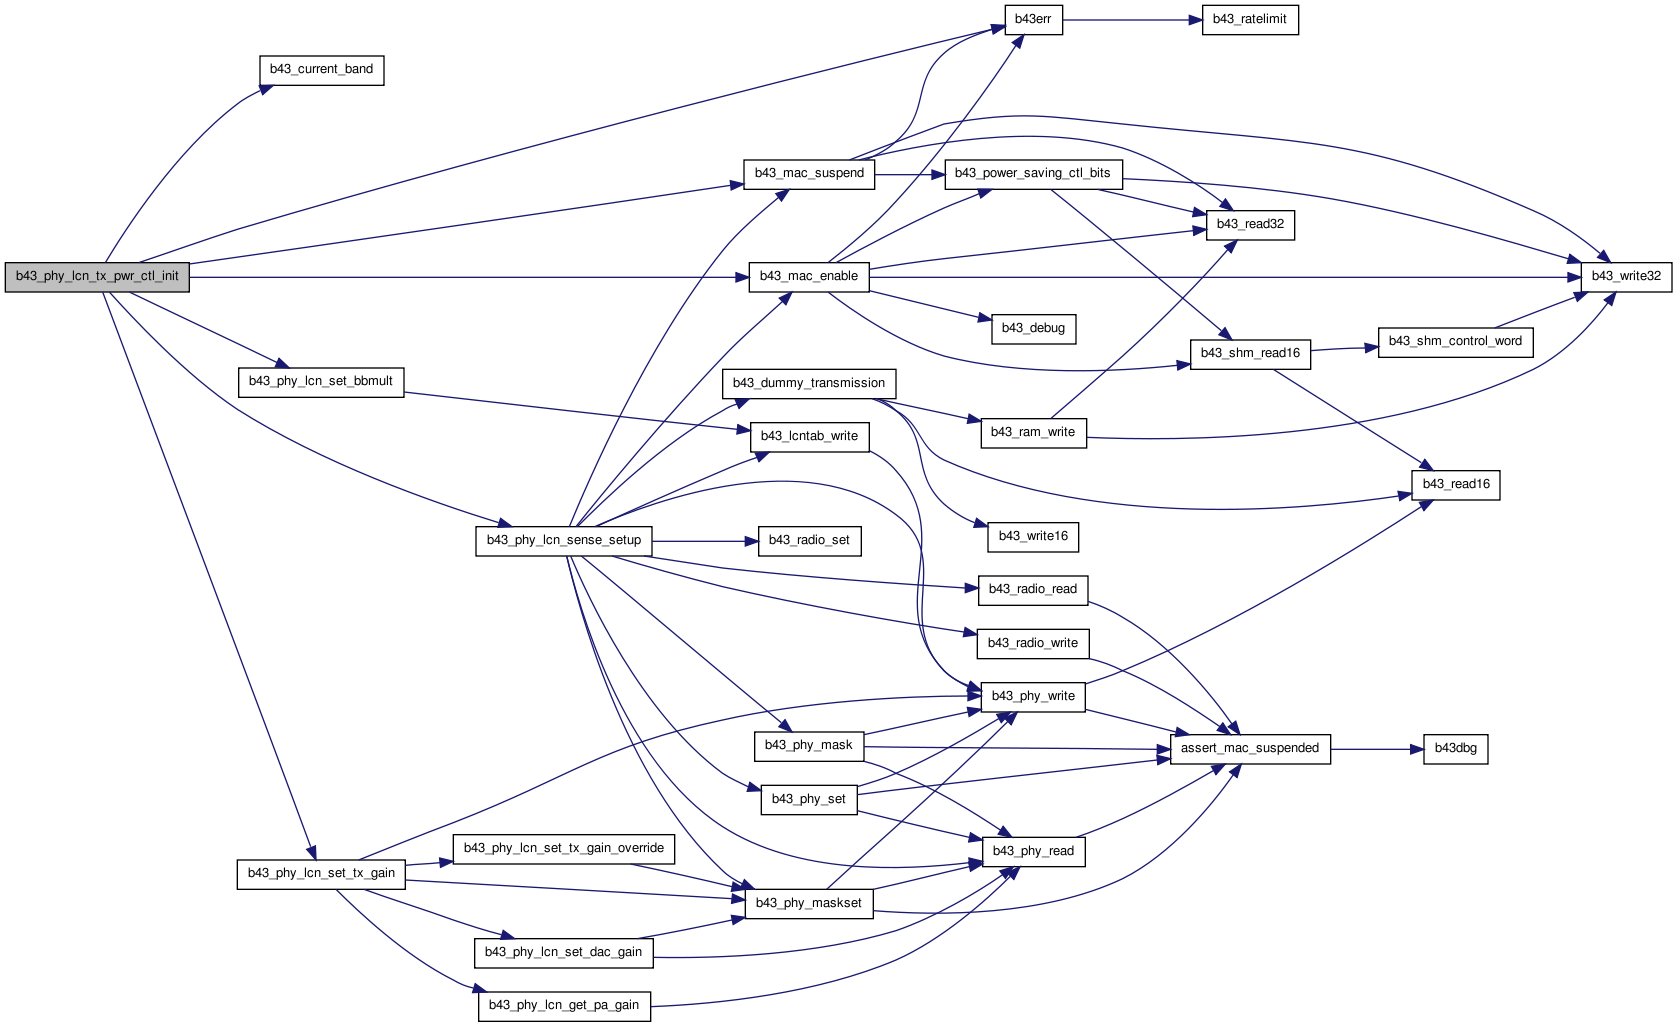 b43err
b43_ratelimit
b43_current_band
b43_mac_suspend
b43_power_saving_ctl_bits
b43_read32
b43_phy_lcn_tx_pwr_ctl_init
b43_mac_enable
b43_write32
b43_debug
b43_shm_control_word
b43_shm_read16
b43_phy_lcn_set_bbmult
b43_dummy_transmission
b43_lcntab_write
b43_ram_write
b43_read16
b43_phy_lcn_sense_setup
b43_radio_set
b43_write16
b43_radio_read
b43_radio_write
b43_phy_write
b43_phy_mask
assert_mac_suspended
b43dbg
b43_phy_set
b43_phy_lcn_set_tx_gain_override
b43_phy_read
b43_phy_lcn_set_tx_gain
b43_phy_maskset
b43_phy_lcn_set_dac_gain
b43_phy_lcn_get_pa_gain